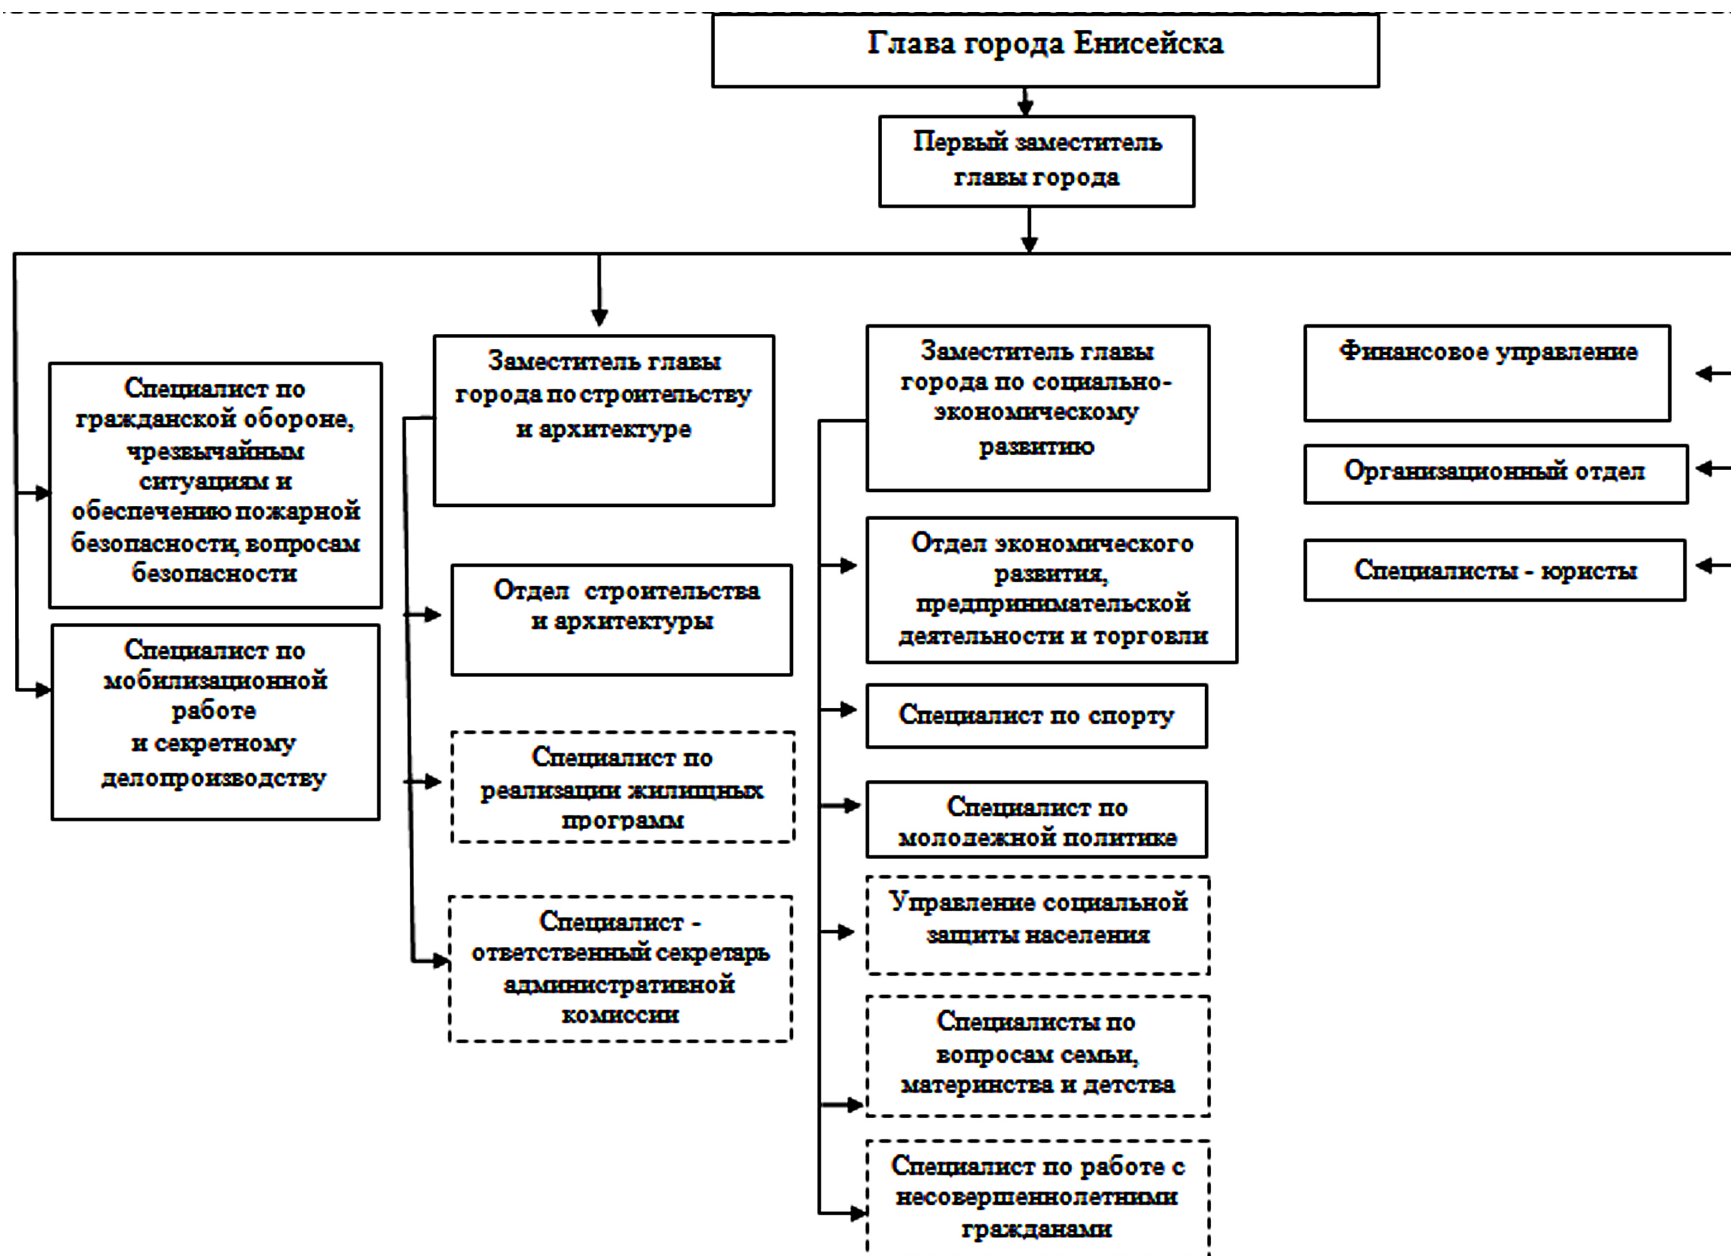 Глава города Енисейска
Первый заместитель
главы города
Специалист по
гражданской обороне,
чрезвычайным
ситуациям и
обеспечению пожарной
безопасности, вопросам
безопасности
Специалист по
мобилизационной
работе
и секретному
делопроизводству
Заместитель главы
города по строительству
и архитектуре
Отдел строительства
и архитектуры
Специалист по
реализации жилищных
программ
Специалист -
ответственный секретарь
административной
комиссии
Заместитель главы
города по социально-
экономическому
развитию
Отдел экономического
развития,
предпринимательской
деятельности и торговли
Специалист по спорту
Специалист по
молодежной политике
Управление социальной
защиты населения
Специалисты по
вопросам семьи,
материнства и детства
Специалист по работе с
несовершеннолетними
гражданами
Финансовое управление
Организационный отдел
Специалисты - юристы